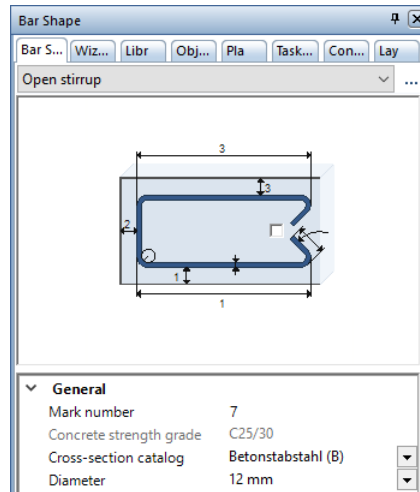 Bar Shape
Bar S... Wiz... Libr Obj... Pla Task... Con... Lay
Open stirrup ...
3
3
2
1
1
General
Mark number 7
Concrete strength grade C25/30
Cross-section catalog Betonstabstahl (B)
Diameter 12 mm